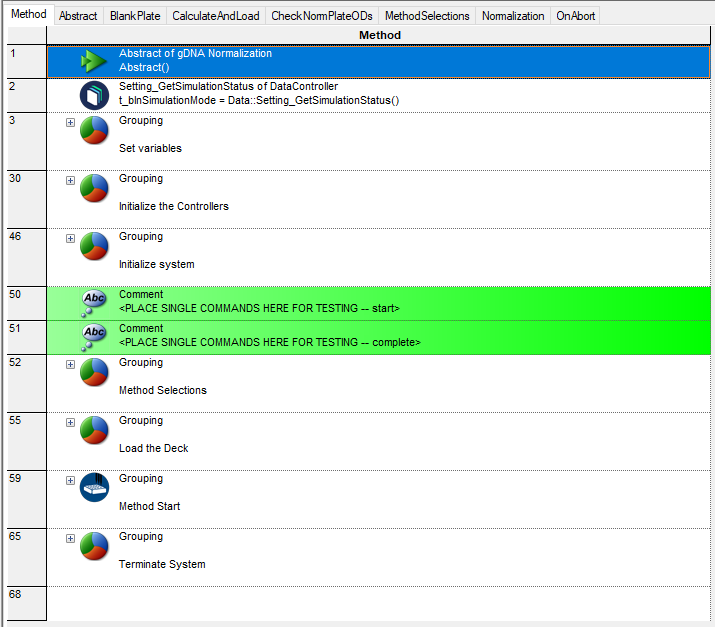 Method Abstract BlankPlate CalculateAndLoad CheckNormPlateODs MethodSelections Normalization OnAbort
Method
1
Abstract of gDNA Normalization
Abstract()
2
Setting_GetSimulationStatus of DataController
t_blnSimulationMode = Data::Setting_GetSimulationStatus()
3
Grouping
Set variables
30
Grouping
Initialize the Controllers
46
Grouping
Initialize system
50
Abc
Comment
<PLACE SINGLE COMMANDS HERE FOR TESTING --- start>
51
Abc
Comment
<PLACE SINGLE COMMANDS HERE FOR TESTING --- complete>
52
Grouping
Method Selections
55
Grouping
Load the Deck
59
Grouping
Method Start
65
Grouping
Terminate System
68